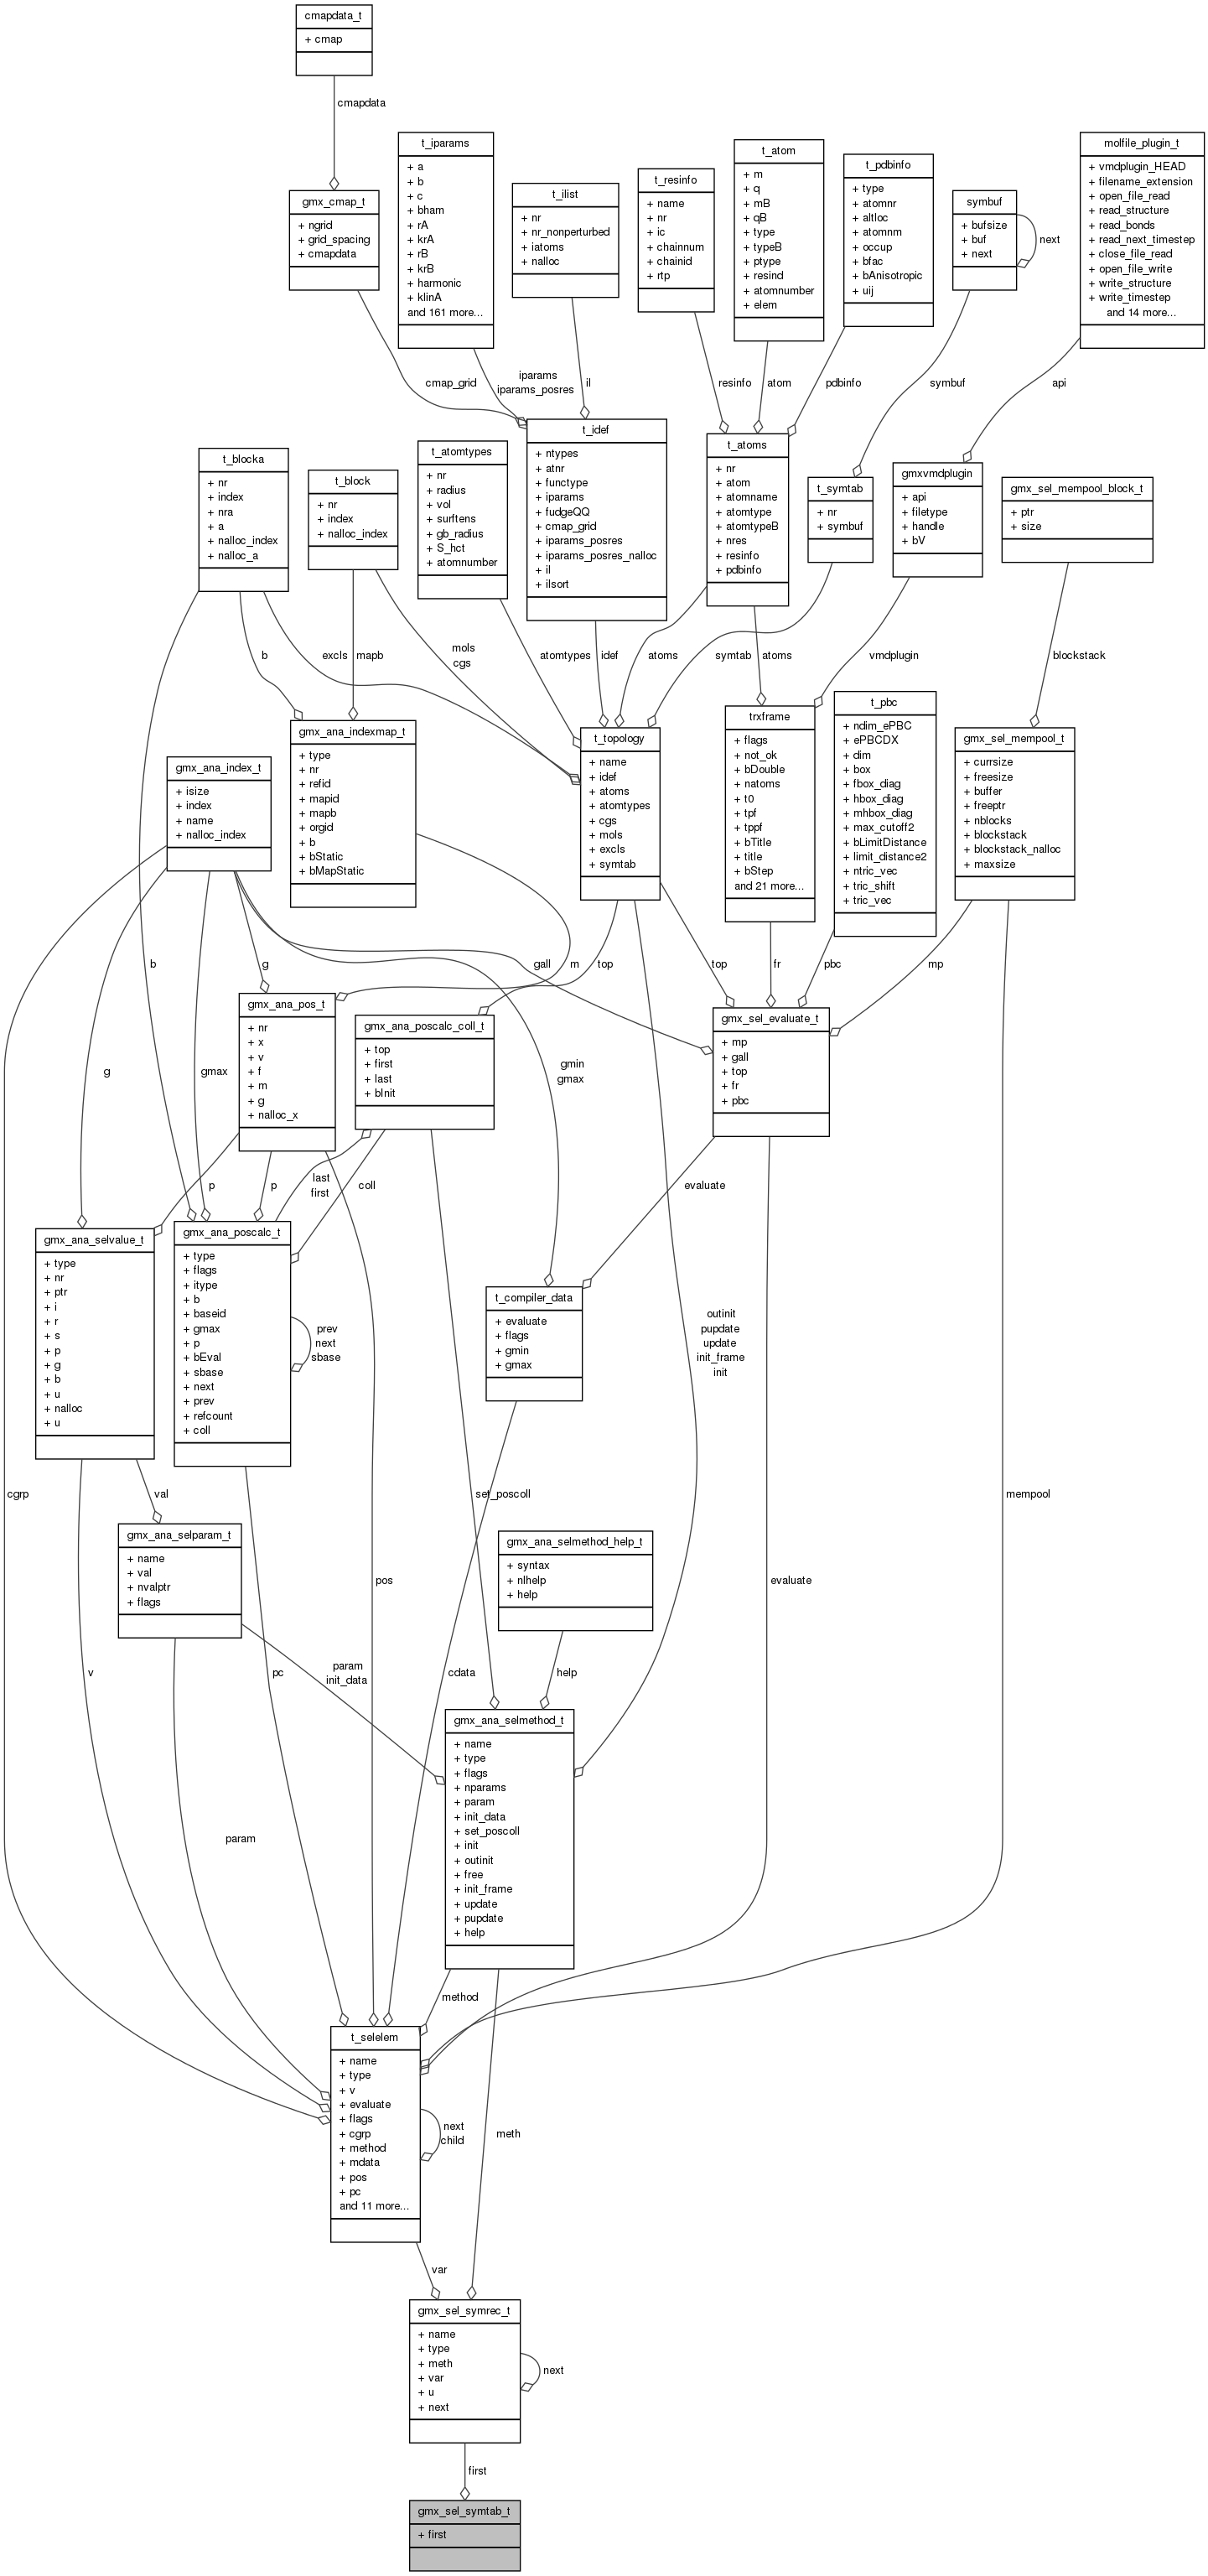 cmapdata_t
+ cmap
cmapdata
gmx_cmap_t
+ ngrid
+ grid_spacing
+ cmapdata
t_iparams
+ a
+ b
+ c
+ bham
+ rA
+ krA
+ rB
+ krB
+ harmonic
+ klinA
and 161 more...
t_ilist
+ nr
+ nr_nonperturbed
+ iatoms
+ nalloc
t_resinfo
+ name
+ nr
+ ic
+ chainnum
+ chainid
+ rtp
t_atom
+ m
+ q
+ mB
+ qB
+ type
+ typeB
+ ptype
+ resind
+ atomnumber
+ elem
t_pdbinfo
+ type
+ atomnr
+ altloc
+ atomnm
+ occup
+ bfac
+ bAnisotropic
+ uij
symbuf
+ bufsize
+ buf
+ next
next
molfile_plugin_t
+ vmdplugin_HEAD
+ filename_extension
+ open_file_read
+ read_structure
+ read_bonds
+ read_next_timestep
+ close_file_read
+ open_file_write
+ write_structure
+ write_timestep
and 14 more...
cmap_grid
iparams
iparams_posres
il
resinfo
atom
pdbinfo
symbuf
api
t_blocka
+ nr
+ index
+ nra
+ a
+ nalloc_index
+ nalloc_a
t_block
+ nr
+ index
+ nalloc_index
t_atomtypes
+ nr
+ radius
+ vol
+ surftens
+ gb_radius
+ S_hct
+ atomnumber
t_idef
+ ntypes
+ atnr
+ functype
+ iparams
+ fudgeQQ
+ cmap_grid
+ iparams_posres
+ iparams_posres_nalloc
+ il
+ ilsort
t_atoms
+ nr
+ atom
+ atomname
+ atomtype
+ atomtypeB
+ nres
+ resinfo
+ pdbinfo
t_symtab
+ nr
+ symbuf
gmxvmdplugin
+ api
+ filetype
+ handle
+ bV
gmx_sel_mempool_block_t
+ ptr
+ size
b
excls
mapb
mols
cgs
atomtypes
idef
atoms
symtab
atoms
vmdplugin
blockstack
gmx_ana_index_t
+ isize
+ index
+ name
+ nalloc_index
gmx_ana_indexmap_t
+ type
+ nr
+ refid
+ mapid
+ mapb
+ orgid
+ b
+ bStatic
+ bMapStatic
t_topology
+ name
+ idef
+ atoms
+ atomtypes
+ cgs
+ mols
+ excls
+ symtab
trxframe
+ flags
+ not_ok
+ bDouble
+ natoms
+ t0
+ tpf
+ tppf
+ bTitle
+ title
+ bStep
and 21 more...
t_pbc
+ ndim_ePBC
+ ePBCDX
+ dim
+ box
+ fbox_diag
+ hbox_diag
+ mhbox_diag
+ max_cutoff2
+ bLimitDistance
+ limit_distance2
+ ntric_vec
+ tric_shift
+ tric_vec
gmx_sel_mempool_t
+ currsize
+ freesize
+ buffer
+ freeptr
+ nblocks
+ blockstack
+ blockstack_nalloc
+ maxsize
b
g
gall
m
top
top
fr
pbc
mp
gmx_ana_pos_t
+ nr
+ x
+ v
+ f
+ m
+ g
+ nalloc_x
gmx_ana_poscalc_coll_t
+ top
+ first
+ last
+ bInit
gmx_sel_evaluate_t
+ mp
+ gall
+ top
+ fr
+ pbc
g
gmax
gmin
gmax
p
p
last
first
coll
evaluate
gmx_ana_selvalue_t
+ type
+ nr
+ ptr
+ i
+ r
+ s
+ p
+ g
+ b
+ u
+ nalloc
+ u
gmx_ana_poscalc_t
+ type
+ flags
+ itype
+ b
+ baseid
+ gmax
+ p
+ bEval
+ sbase
+ next
+ prev
+ refcount
+ coll
prev
next
sbase
t_compiler_data
+ evaluate
+ flags
+ gmin
+ gmax
outinit
pupdate
update
init_frame
init
cgrp
val
set_poscoll
mempool
gmx_ana_selparam_t
+ name
+ val
+ nvalptr
+ flags
gmx_ana_selmethod_help_t
+ syntax
+ nlhelp
+ help
pos
evaluate
v
pc
param
init_data
cdata
help
gmx_ana_selmethod_t
+ name
+ type
+ flags
+ nparams
+ param
+ init_data
+ set_poscoll
+ init
+ outinit
+ free
+ init_frame
+ update
+ pupdate
+ help
param
method
t_selelem
+ name
+ type
+ v
+ evaluate
+ flags
+ cgrp
+ method
+ mdata
+ pos
+ pc
and 11 more...
next
child
meth
var
gmx_sel_symrec_t
+ name
+ type
+ meth
+ var
+ u
+ next
next
first
gmx_sel_symtab_t
+ first